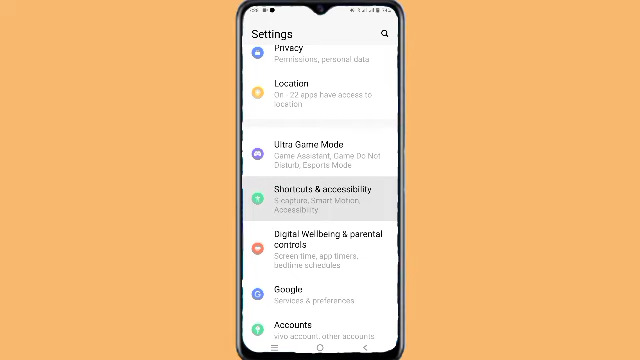 Settings
Privacy
Permissions, personal data
Location
On - 22 apps have access to
location
Ultra Game Mode
Game Assistant, Game Do Not
Disturb, Esports Mode
Shortcuts & accessibility
S-capture, Smart Motion,
Accessibility
Digital Wellbeing & parental
controls
Screen time, app timers,
bedtime schedules
Google
Services & preferences
Accounts
vivo account, other accounts